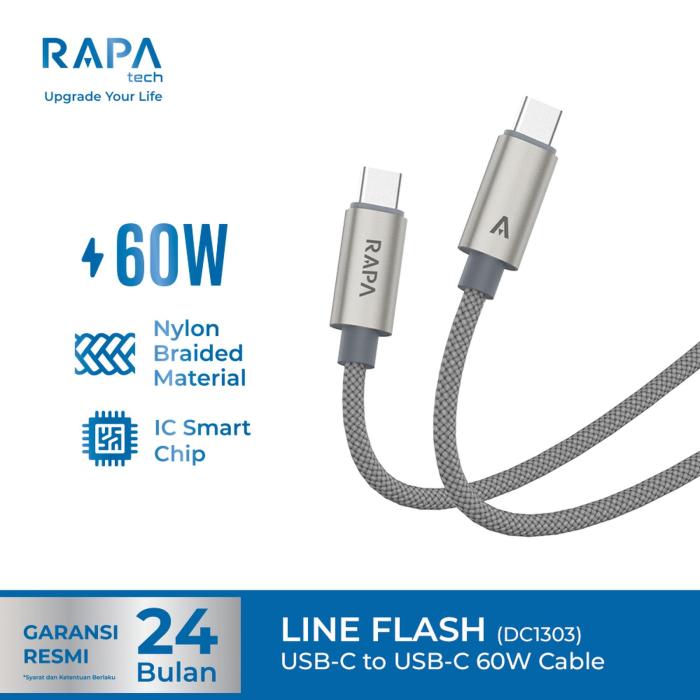 RAPA
tech
Upgrade Your Life
60W
Nylon
Braided
Material
IC Smart
Chip
RAPA
A
GARANSI
RESMI
*Syarat dan Ketentuan Berlaku
24
Bulan
LINE FLASH (DC1303)
USB-C to USB-C 60W Cable